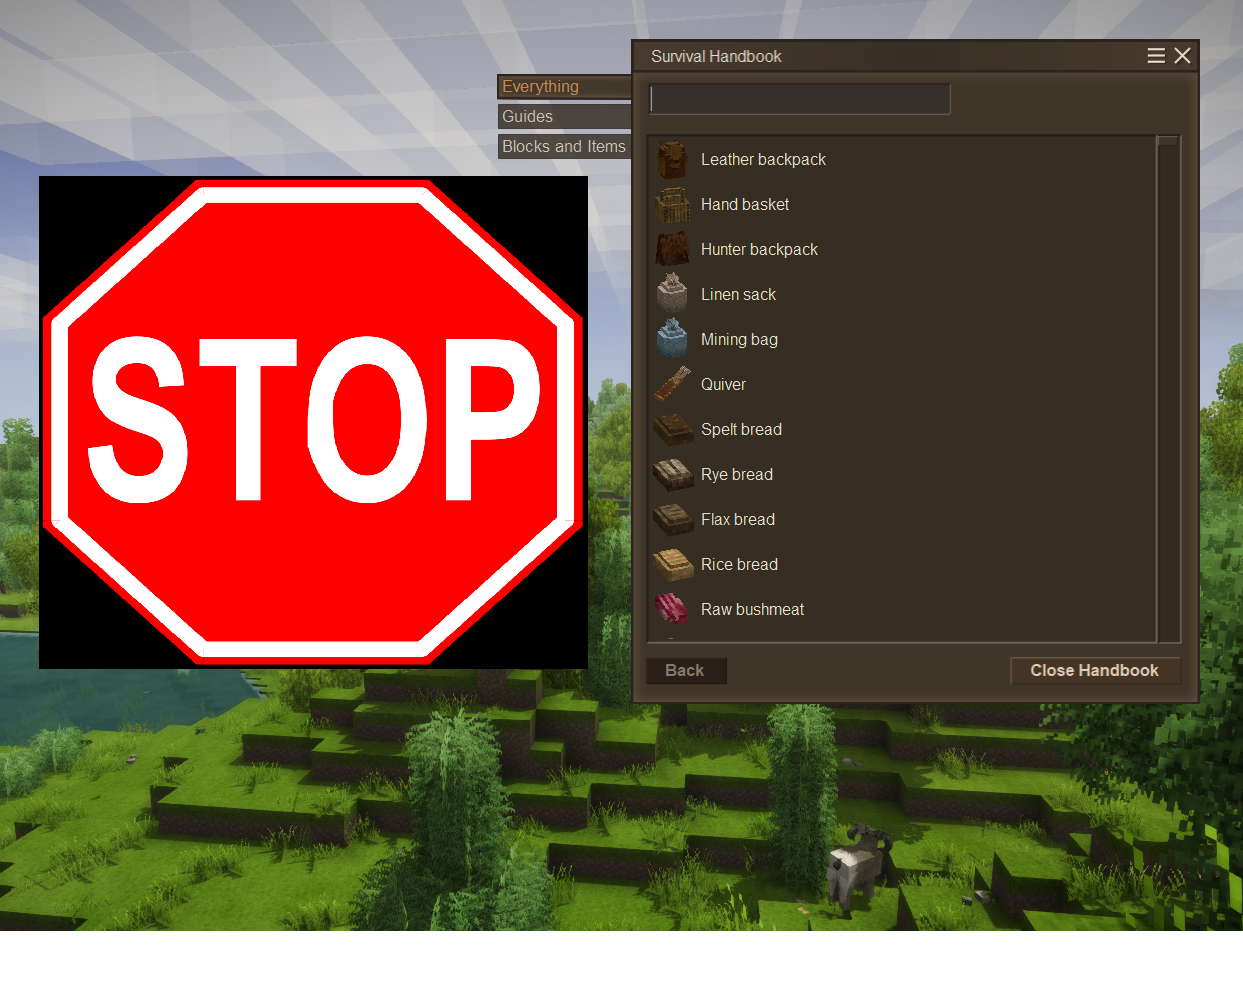 Survival Handbook
Everything
Guides
Blocks and Items
STOP
Leather backpack
Hand basket
Hunter backpack
Linen sack
Mining bag
Quiver
Spelt bread
Rye bread
Flax bread
Rice bread
Raw bushmeat
Back
Close Handbook